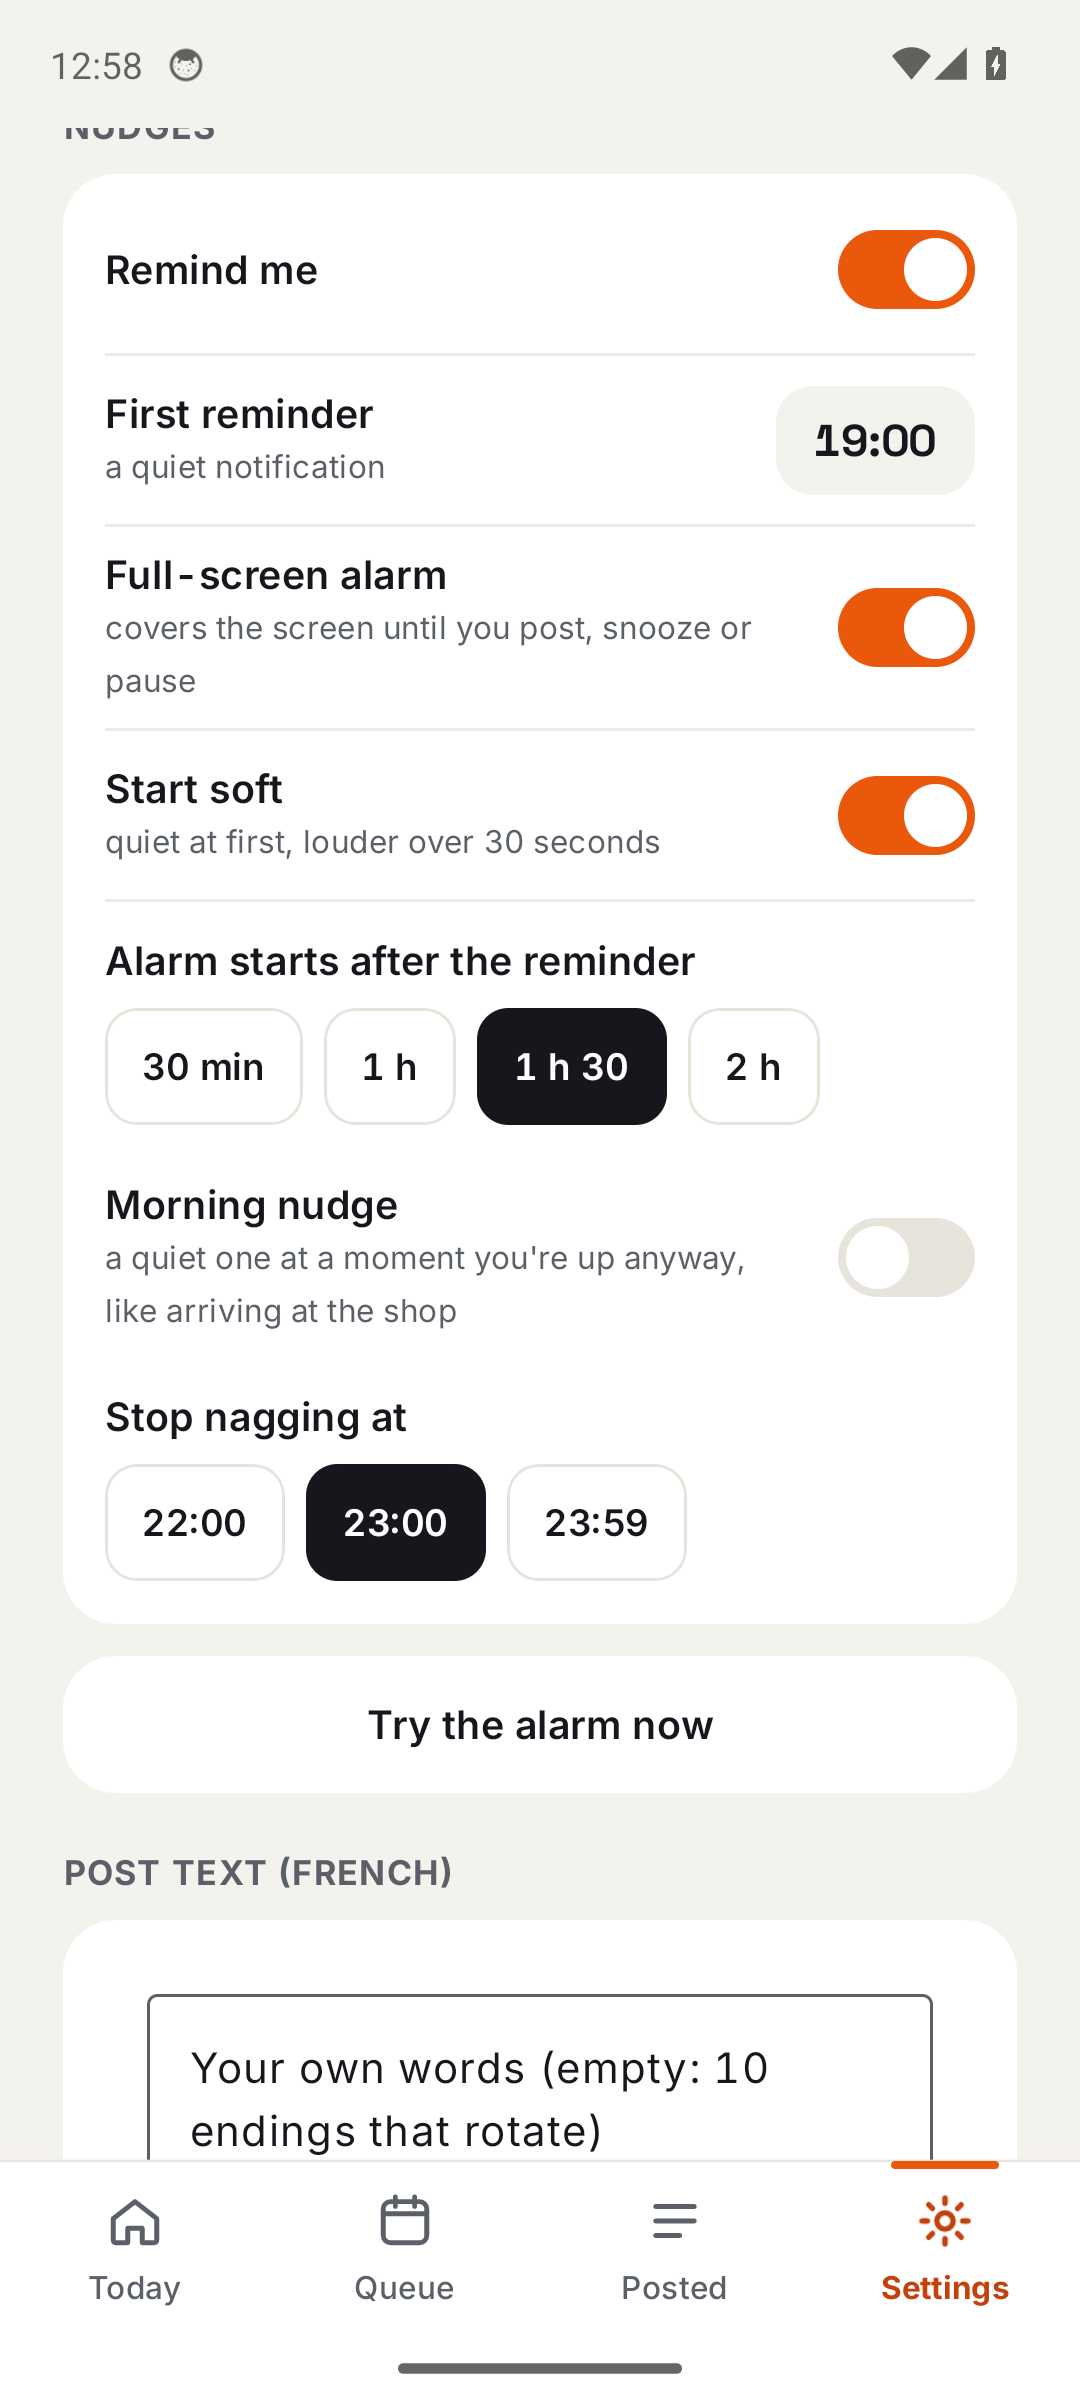 12:58
NUDGES
Remind me
First reminder
a quiet notification
19:00
Full-screen alarm
covers the screen until you post, snooze or
pause
Start soft
quiet at first, louder over 30 seconds
Alarm starts after the reminder
30 min
1 h
1 h 30
2 h
Morning nudge
a quiet one at a moment you're up anyway,
like arriving at the shop
Stop nagging at
22:00
23:00
23:59
Try the alarm now
POST TEXT (FRENCH)
Your own words (empty: 10
endings that rotate)
Today
Queue
Posted
Settings